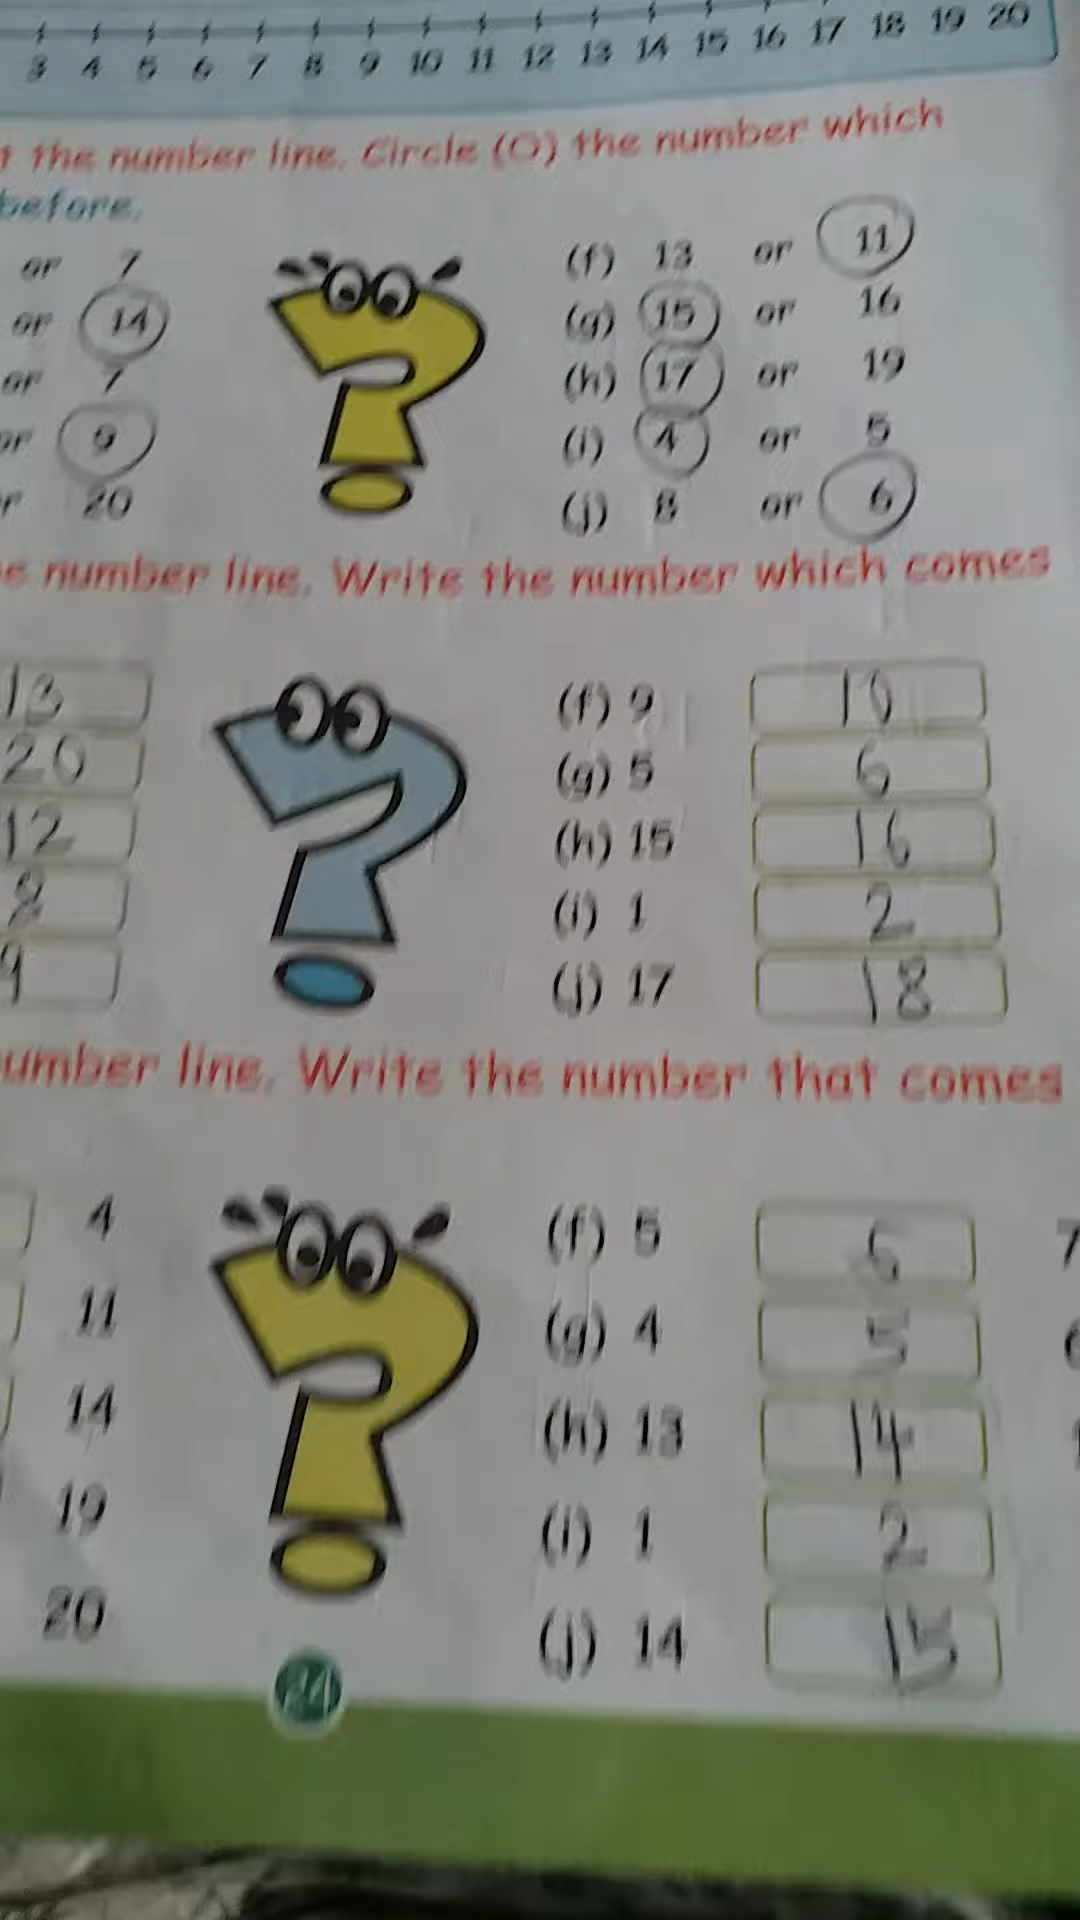 3 4 5 6 7 8 9 10 11 12 13 14 15 16 17 18 19 20
the number line. Circle (O) the number which
before.
or 7 (f) 13 or 11
or 14 (g) 15 or 16
or 7 (h) 17 or 19
or 9 (i) 4 or 5
20 (j) 8 or 6
number line. Write the number which comes
13 (f) 9 10
20 (g) 5 6
12 (h) 15 16
8 (i) 1 2
9 (j) 17 18
number line. Write the number that comes
4 (f) 5 6 7
11 (g) 4 5
14 (h) 13 14
19 (i) 1 2
20 (j) 14 15